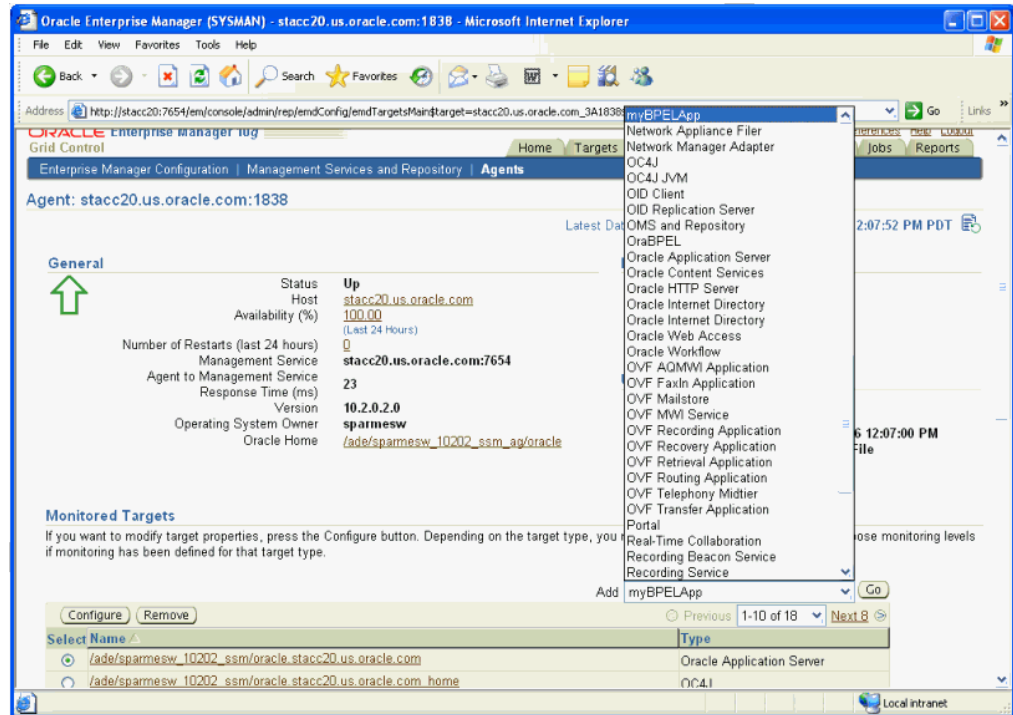 Oracle Enterprise Manager (SYSMAN) - stacc20.us.oracle.com:1838 - Microsoft Internet Explorer
File Edit View Favorites Tools Help
Back Search Favorites
Address http://stacc20:7654/em/console/admin/rep/emdConfig/emdTargetsMain$target=stacc20.us.oracle.com_3A1838 Go Links
ORACLE Enterprise Manager 10g
Grid Control
Preferences Help Logout
Home Targets Jobs Reports
Enterprise Manager Configuration | Management Services and Repository | Agents
Agent: stacc20.us.oracle.com:1838
Latest Dat 2:07:52 PM PDT
General
Status Up
Host stacc20.us.oracle.com
Availability (%) 100.00
(Last 24 Hours)
Number of Restarts (last 24 hours) 0
Management Service stacc20.us.oracle.com:7654
Agent to Management Service
Response Time (ms) 23
Version 10.2.0.2.0
Operating System Owner sparmesw
Oracle Home /ade/sparmesw_10202_ssm_ag/oracle
6 12:07:00 PM
File
myBPELApp
Network Appliance Filer
Network Manager Adapter
OC4J
OC4J JVM
OID Client
OID Replication Server
OMS and Repository
OraBPEL
Oracle Application Server
Oracle Content Services
Oracle HTTP Server
Oracle Internet Directory
Oracle Internet Directory
Oracle Web Access
Oracle Workflow
OVF AQMWI Application
OVF FaxIn Application
OVF Mailstore
OVF MWI Service
OVF Recording Application
OVF Recovery Application
OVF Retrieval Application
OVF Routing Application
OVF Telephony Midtier
OVF Transfer Application
Portal
Real-Time Collaboration
Recording Beacon Service
Recording Service
Monitored Targets
If you want to modify target properties, press the Configure button. Depending on the target type, you ose monitoring levels
if monitoring has been defined for that target type.
Add myBPELApp Go
Configure Remove Previous 1-10 of 18 Next 8
Select Name Type
/ade/sparmesw_10202_ssm/oracle.stacc20.us.oracle.com Oracle Application Server
/ade/sparmesw_10202_ssm/oracle.stacc20.us.oracle.com_home OC4J
Local intranet